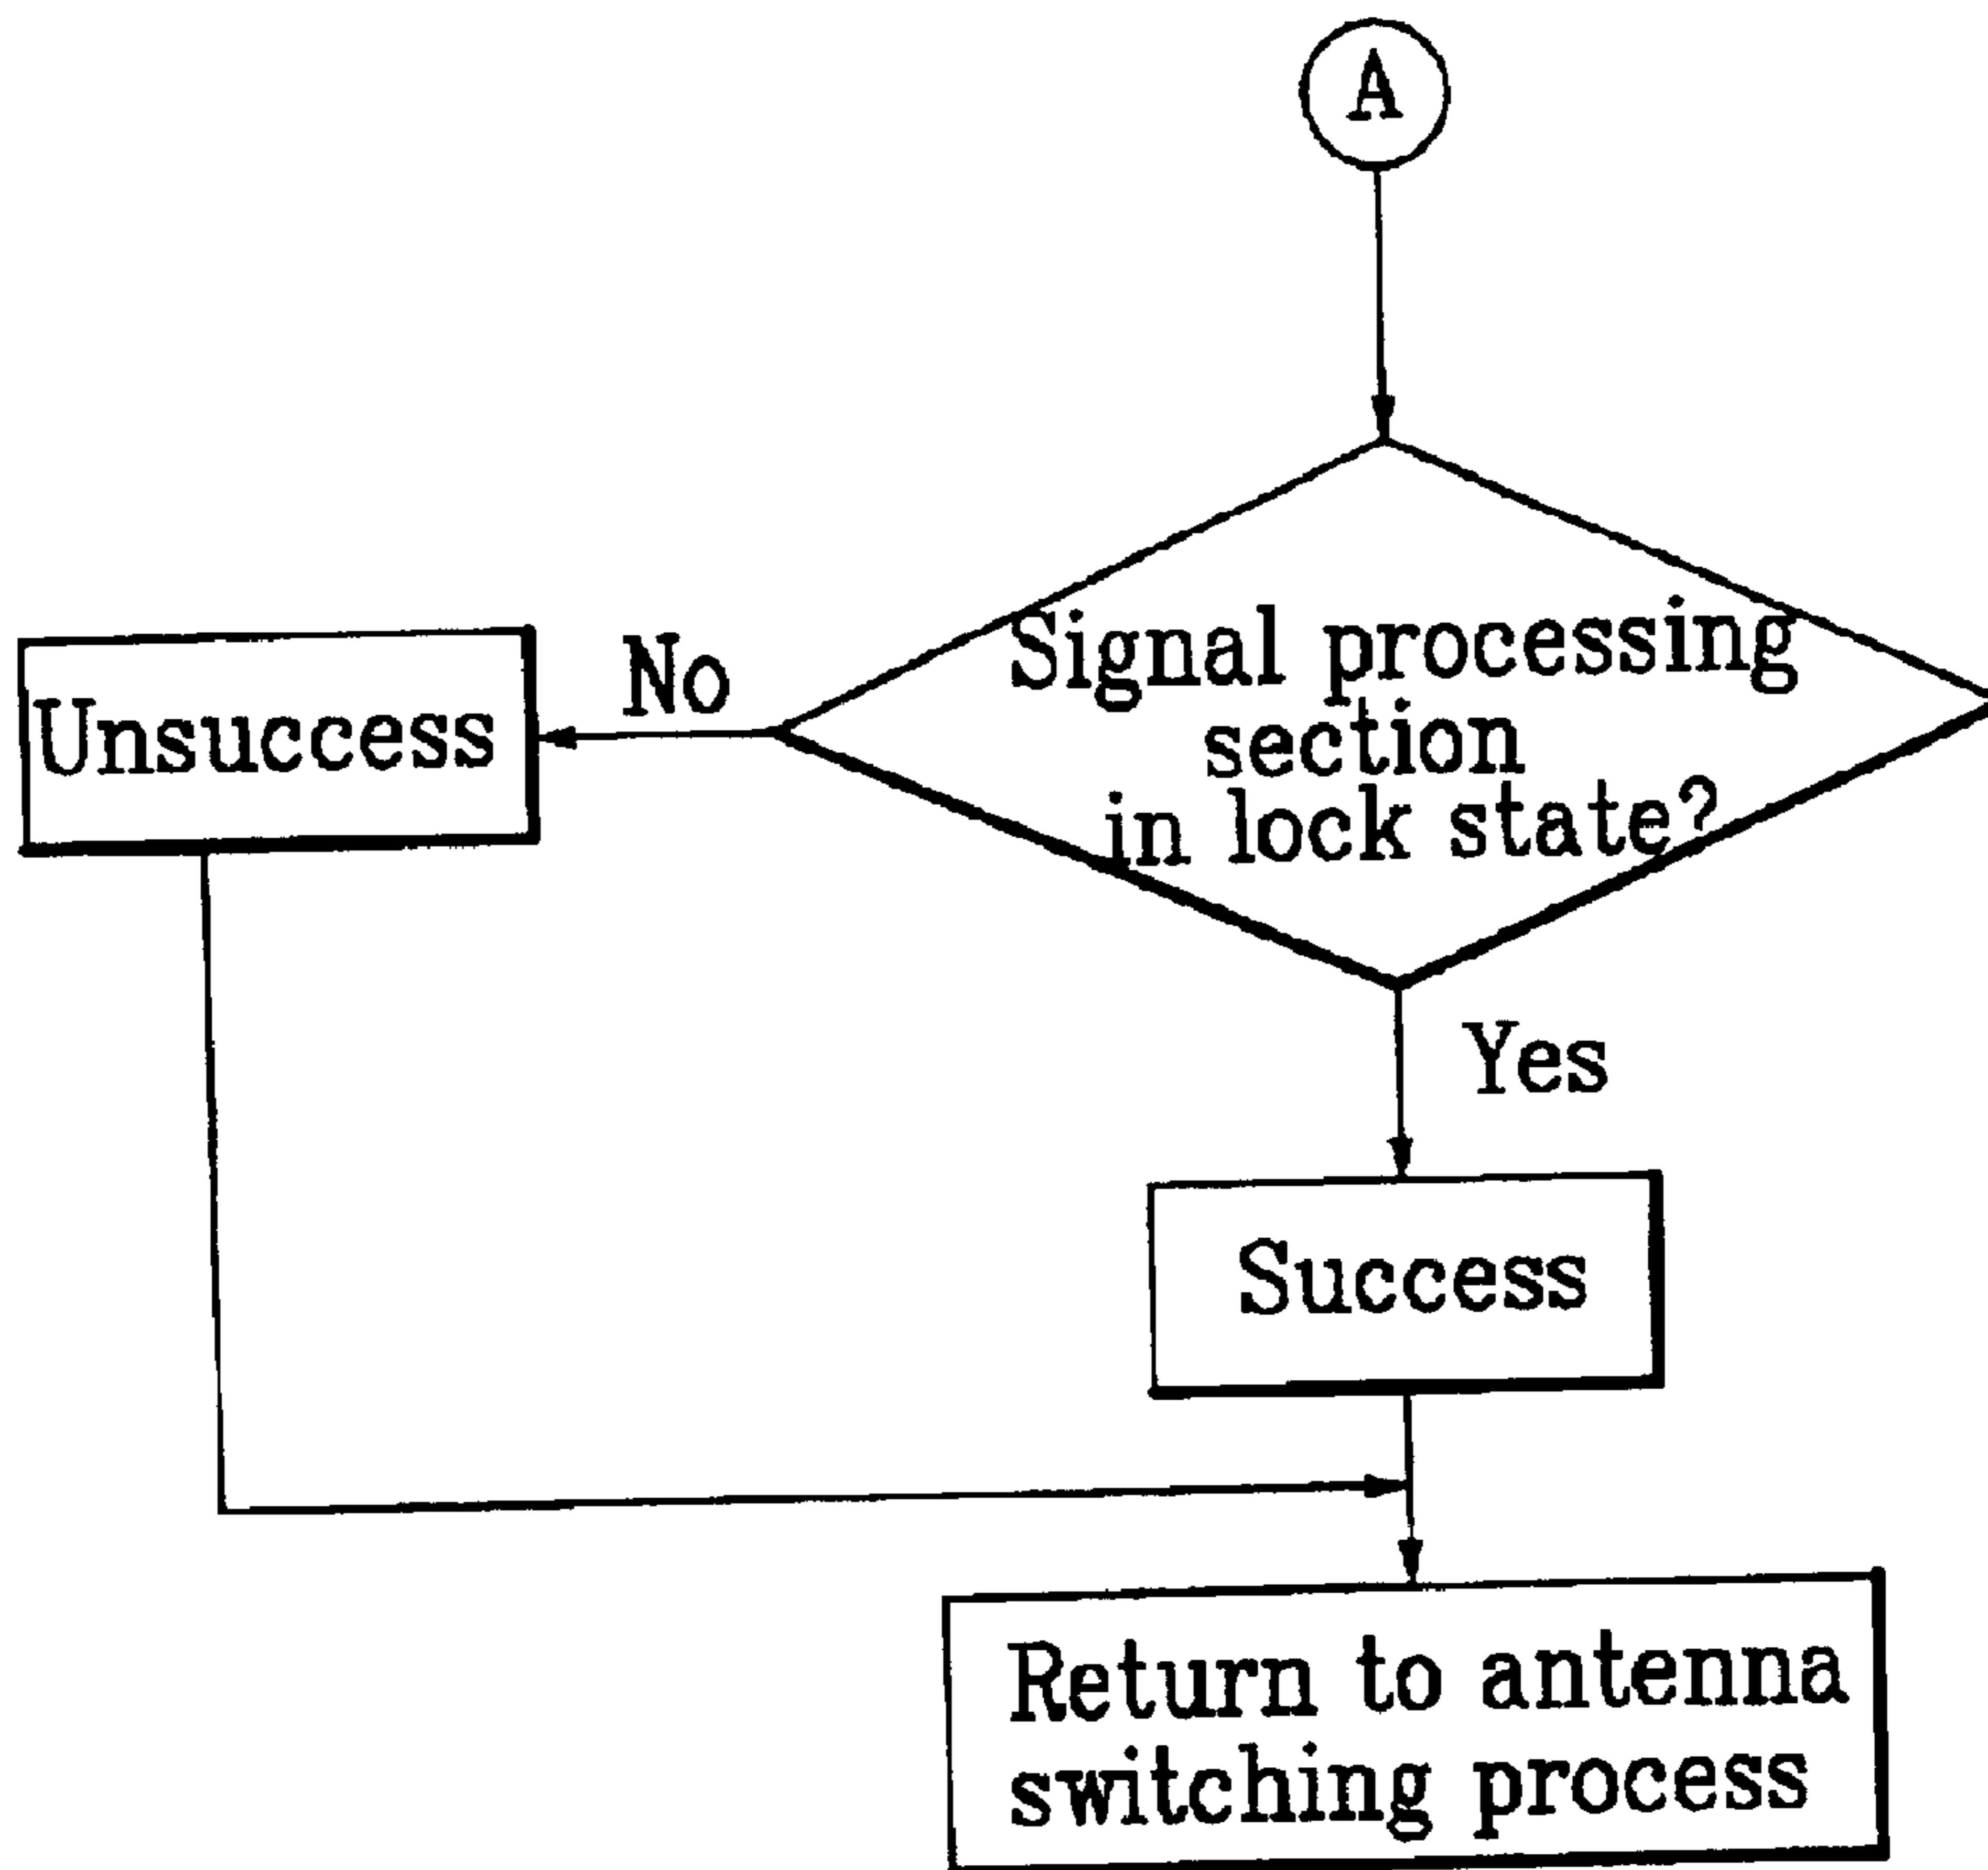 A
Signal processing
section
in lock state?
No
Unsuccess
Yes
Success
Return to antenna
switching process